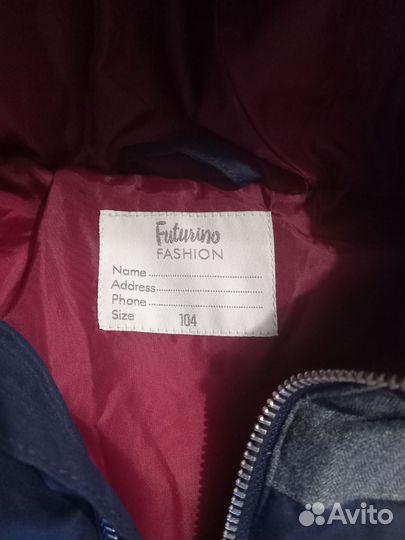 Futurino
FASHION
Name
Address
Phone
Size 104
Avito